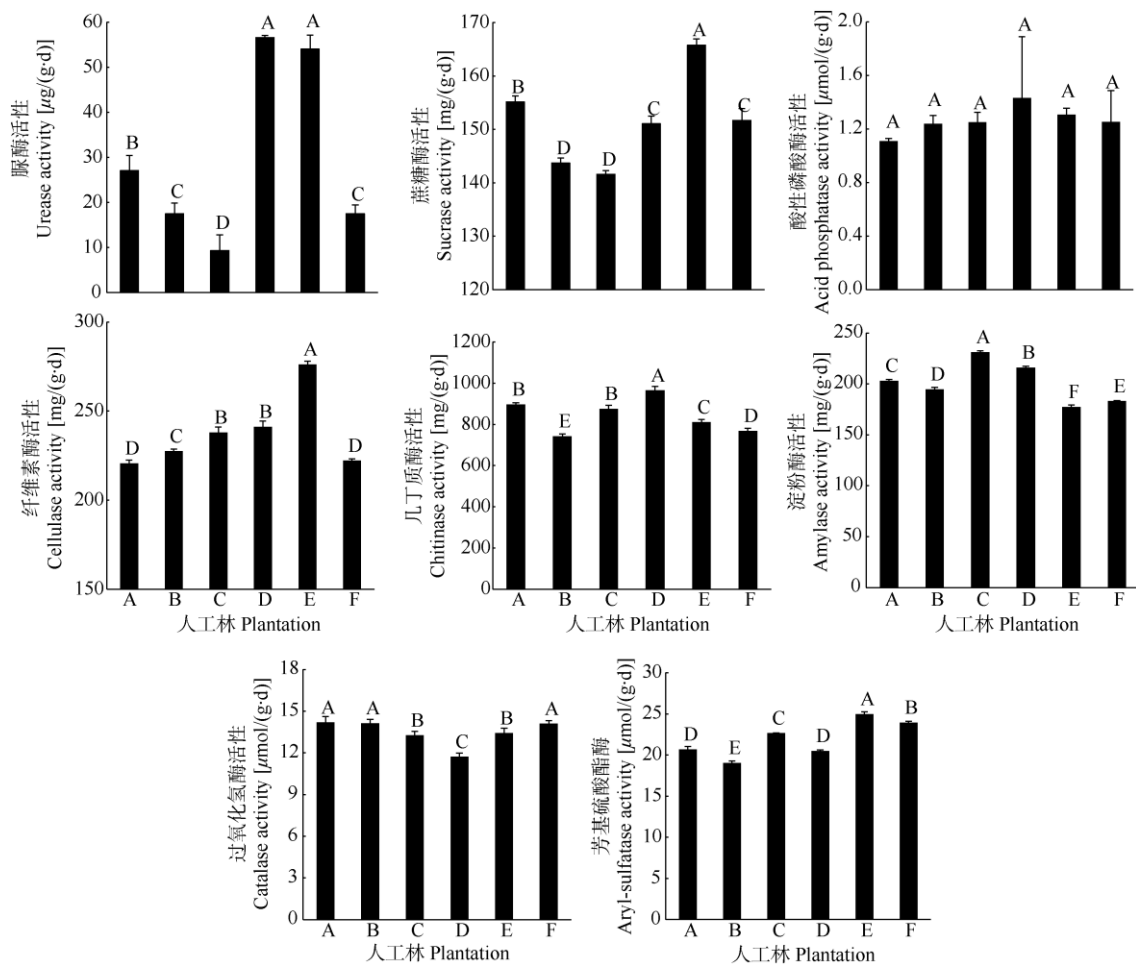 脲酶活性
Urease activity [μg/(g·d)]
60
50
40
30
20
10
0
B
C
D
A
A
C
蔗糖酶活性
Sucrase activity [mg/(g·d)]
170
160
150
140
130
120
B
D
D
C
A
C
酸性磷酸酶活性
Acid phosphatase activity [μmol/(g·d)]
2.0
1.6
1.2
0.8
0.4
0.0
A
A
A
A
A
A
纤维素酶活性
Cellulase activity [mg/(g·d)]
300
250
200
150
D
C
B
B
A
D
A B C D E F
人工林 Plantation
几丁质酶活性
Chitinase activity [mg/(g·d)]
1200
1000
800
600
400
200
0
B
E
B
A
C
D
A B C D E F
人工林 Plantation
淀粉酶活性
Amylase activity [mg/(g·d)]
250
200
150
100
50
0
C
D
A
B
F
E
A B C D E F
人工林 Plantation
过氧化氢酶活性
Catalase activity [μmol/(g·d)]
18
15
12
9
6
3
0
A
A
B
C
B
A
A B C D E F
人工林 Plantation
芳基硫酸酯酶
Aryl-sulfatase activity [μmol/(g·d)]
30
25
20
15
10
5
0
D
E
C
D
A
B
A B C D E F
人工林 Plantation